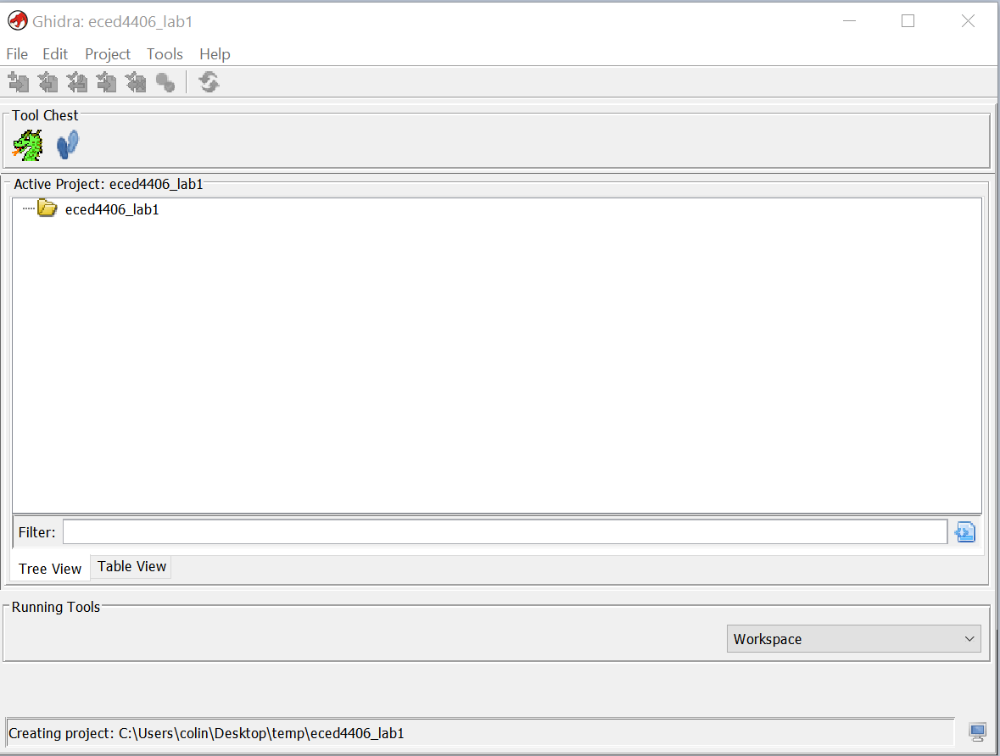 Ghidra: eced4406_lab1
File Edit Project Tools Help
Tool Chest
Active Project: eced4406_lab1
eced4406_lab1
Filter:
Tree View Table View
Running Tools
Workspace
Creating project: C:\Users\colin\Desktop\temp\eced4406_lab1